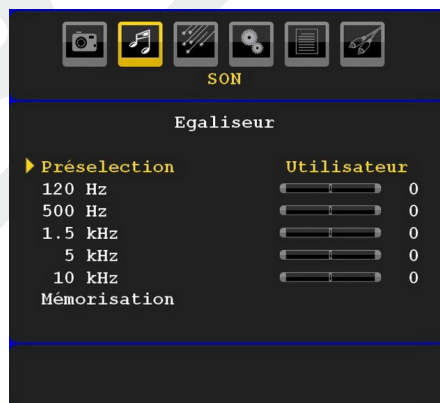 SON
Egaliseur
Préselection Utilisateur
120 Hz 0
500 Hz 0
1.5 kHz 0
5 kHz 0
10 kHz 0
Mémorisation